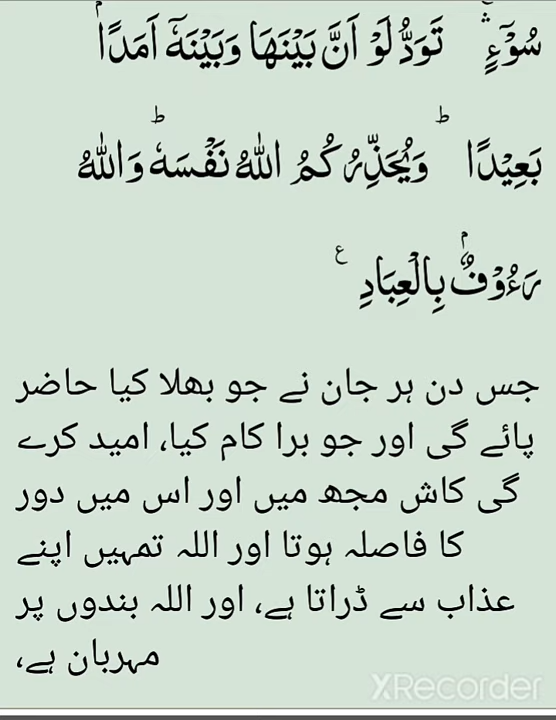 سُوْٓءٍ ۛۚ تَوَدُّ لَوْ اَنَّ بَیْنَهَا وَبَیْنَهٗۤ اَمَدًۢا
بَعِیْدًا ؕ وَیُحَذِّرُكُمُ اللّٰهُ نَفْسَهٗ ؕ وَاللّٰهُ
رَءُوْفٌۢ بِالْعِبَادِ ۠
جس دن ہر جان نے جو بھلا کیا حاضر
پائے گی اور جو برا کام کیا، امید کرے
گی کاش مجھ میں اور اس میں دور
کا فاصلہ ہوتا اور اللہ تمہیں اپنے
عذاب سے ڈراتا ہے، اور اللہ بندوں پر
مہربان ہے،
XRecorder